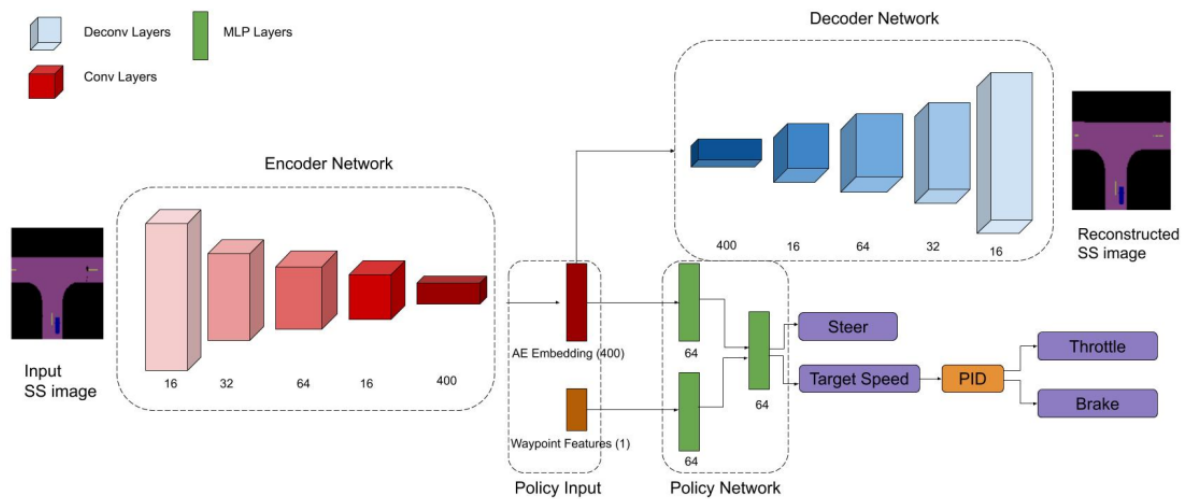 Deconv Layers
MLP Layers
Conv Layers
Decoder Network
Encoder Network
400
16
64
32
16
Reconstructed
SS image
Input
SS image
16
32
64
16
400
AE Embedding (400)
Waypoint Features (1)
Policy Input
64
64
64
Policy Network
Steer
Target Speed
PID
Throttle
Brake